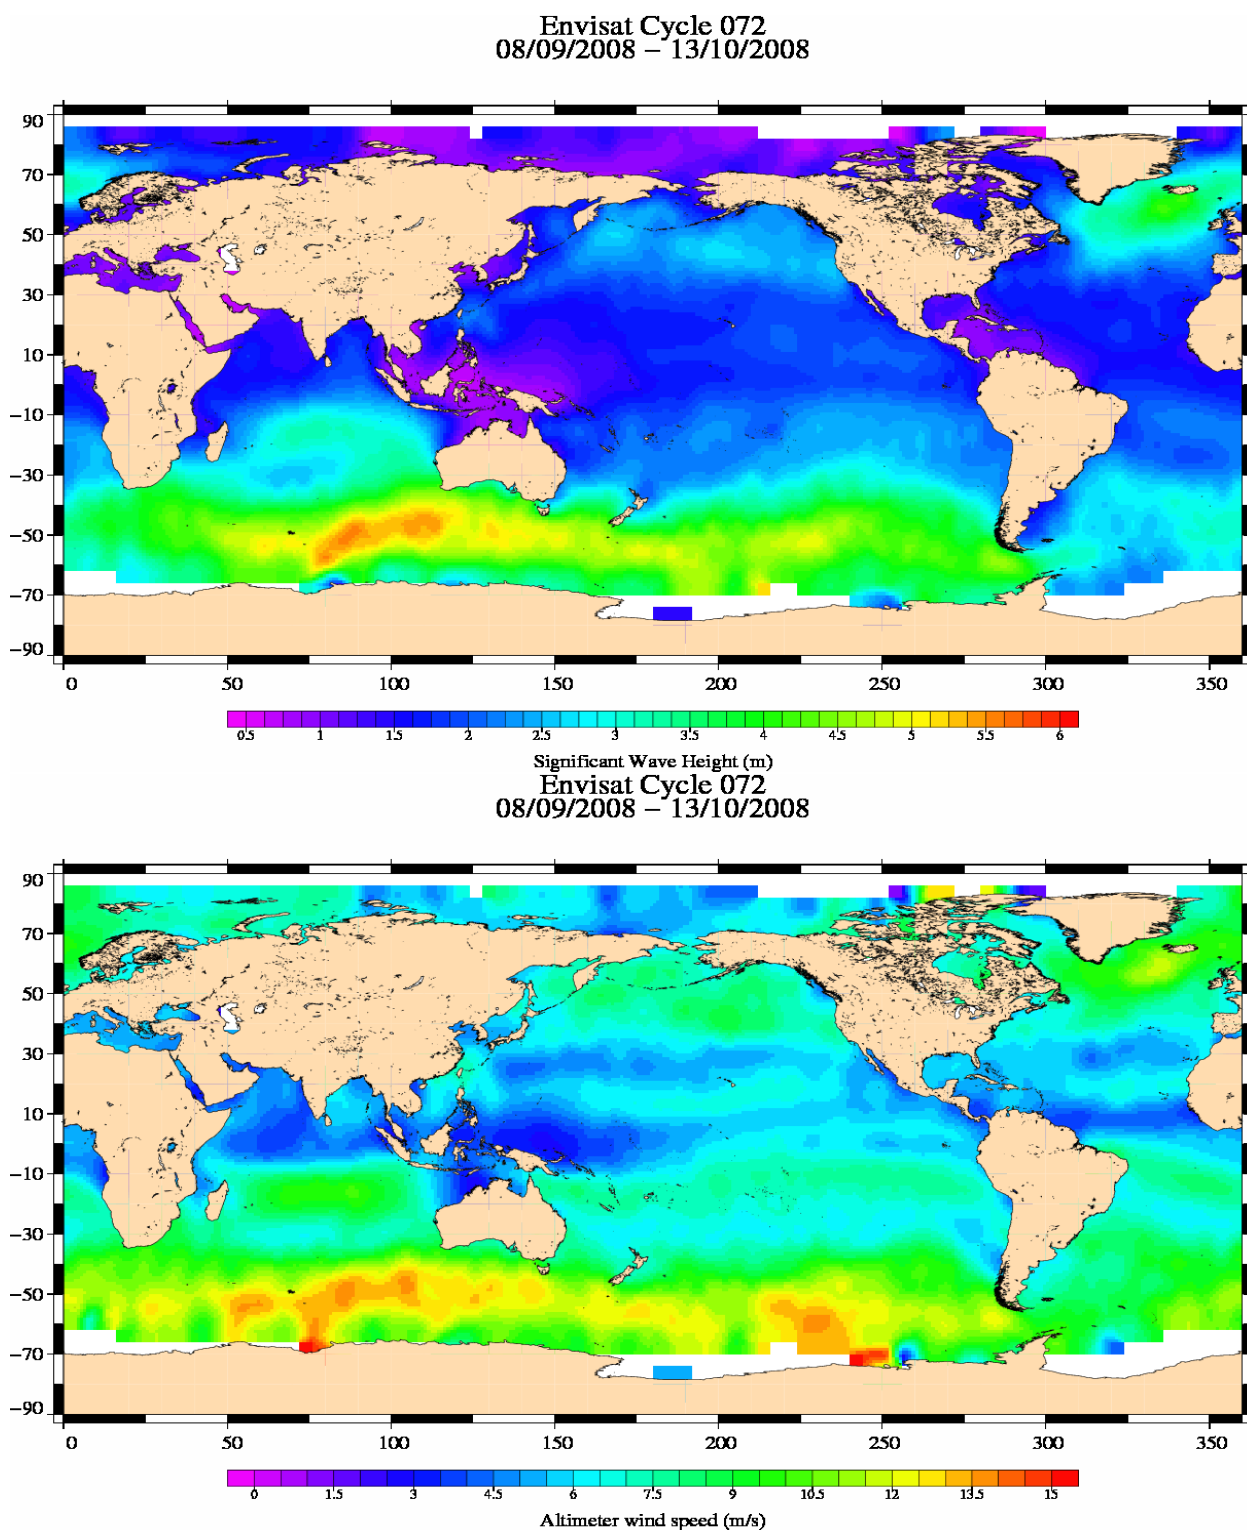 Envisat Cycle 072
08/09/2008 – 13/10/2008
90
70
50
30
10
−10
−30
−50
−70
−90
0 50 100 150 200 250 300 350
0.5 1 1.5 2 2.5 3 3.5 4 4.5 5 5.5 6
Significant Wave Height (m)
Envisat Cycle 072
08/09/2008 – 13/10/2008
90
70
50
30
10
−10
−30
−50
−70
−90
0 50 100 150 200 250 300 350
0 1.5 3 4.5 6 7.5 9 10.5 12 13.5 15
Altimeter wind speed (m/s)